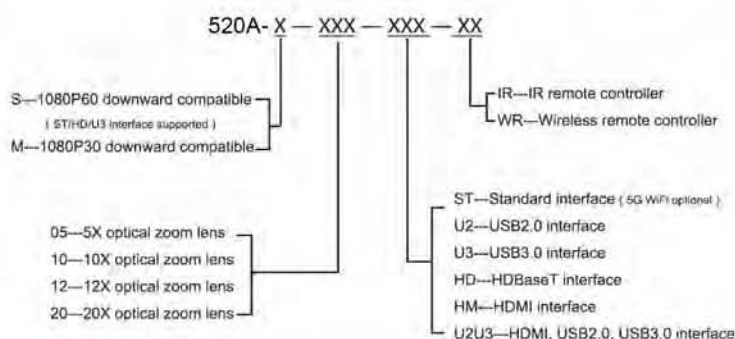 520A- X — XXX — XXX — XX
S---1080P60 downward compatible
( ST/HD/U3 interface supported )
M---1080P30 downward compatible
IR---IR remote controller
WR---Wireless remote controller
05---5X optical zoom lens
10---10X optical zoom lens
12---12X optical zoom lens
20---20X optical zoom lens
ST---Standard interface ( 5G WiFi optional )
U2---USB2.0 interface
U3---USB3.0 interface
HD---HDBaseT interface
HM---HDMI interface
U2U3---HDMI, USB2.0, USB3.0 interface